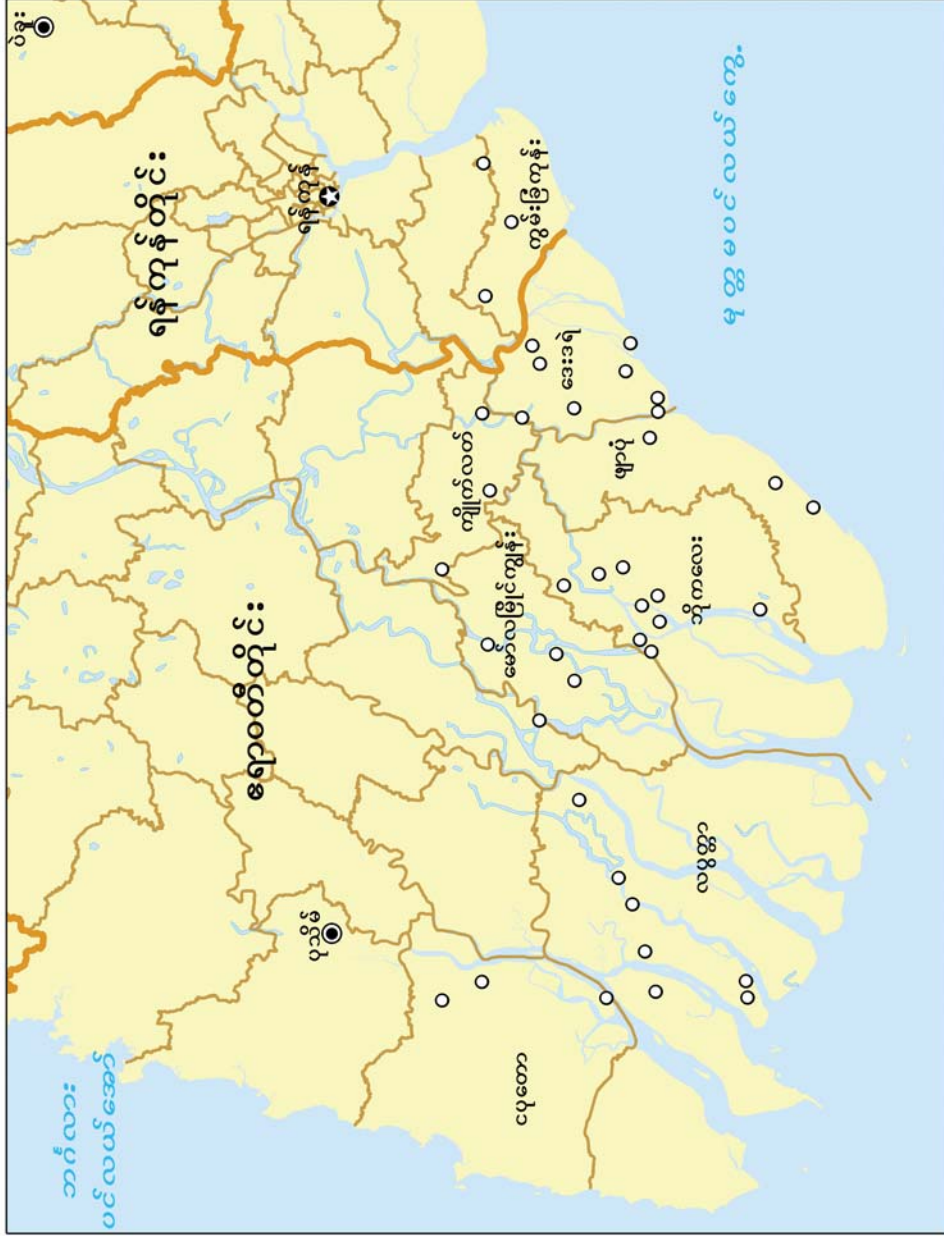 မုတ္တမပင်လယ်ကွေ့
ပဲခူး
ရန်ကုန်တိုင်း
ရန်ကုန်
ကွမ်းခြံကုန်း
ဒေးဒရဲ
ဖျာပုံ
ကျိုက်လတ်
ဘိုကလေး
မော်လမြိုင်ကျွန်း
ဧရာဝတီတိုင်း
လပွတ္တာ
ပုသိမ်
ငပုတော
ဘင်္ဂလား
ပင်လယ်အော်